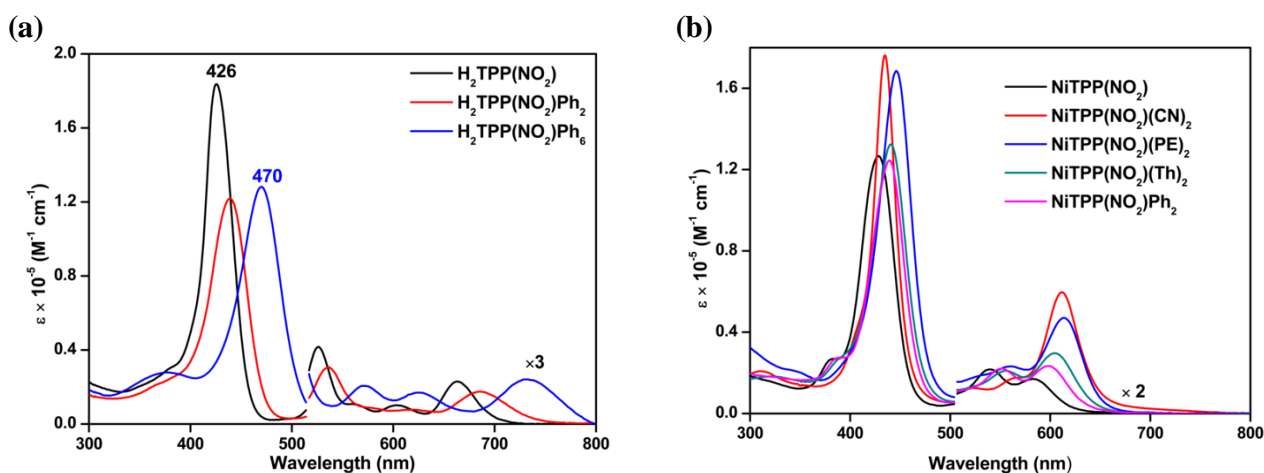 (a)
2.0
1.6
1.2
0.8
0.4
0.0
ε × 10⁻⁵ (M⁻¹ cm⁻¹)
426
470
H₂TPP(NO₂)
H₂TPP(NO₂)Ph₂
H₂TPP(NO₂)Ph₆
×3
300 400 500 600 700 800
Wavelength (nm)
(b)
1.6
1.2
0.8
0.4
0.0
ε × 10⁻⁵ (M⁻¹ cm⁻¹)
NiTPP(NO₂)
NiTPP(NO₂)(CN)₂
NiTPP(NO₂)(PE)₂
NiTPP(NO₂)(Th)₂
NiTPP(NO₂)Ph₂
× 2
300 400 500 600 700 800
Wavelength (nm)